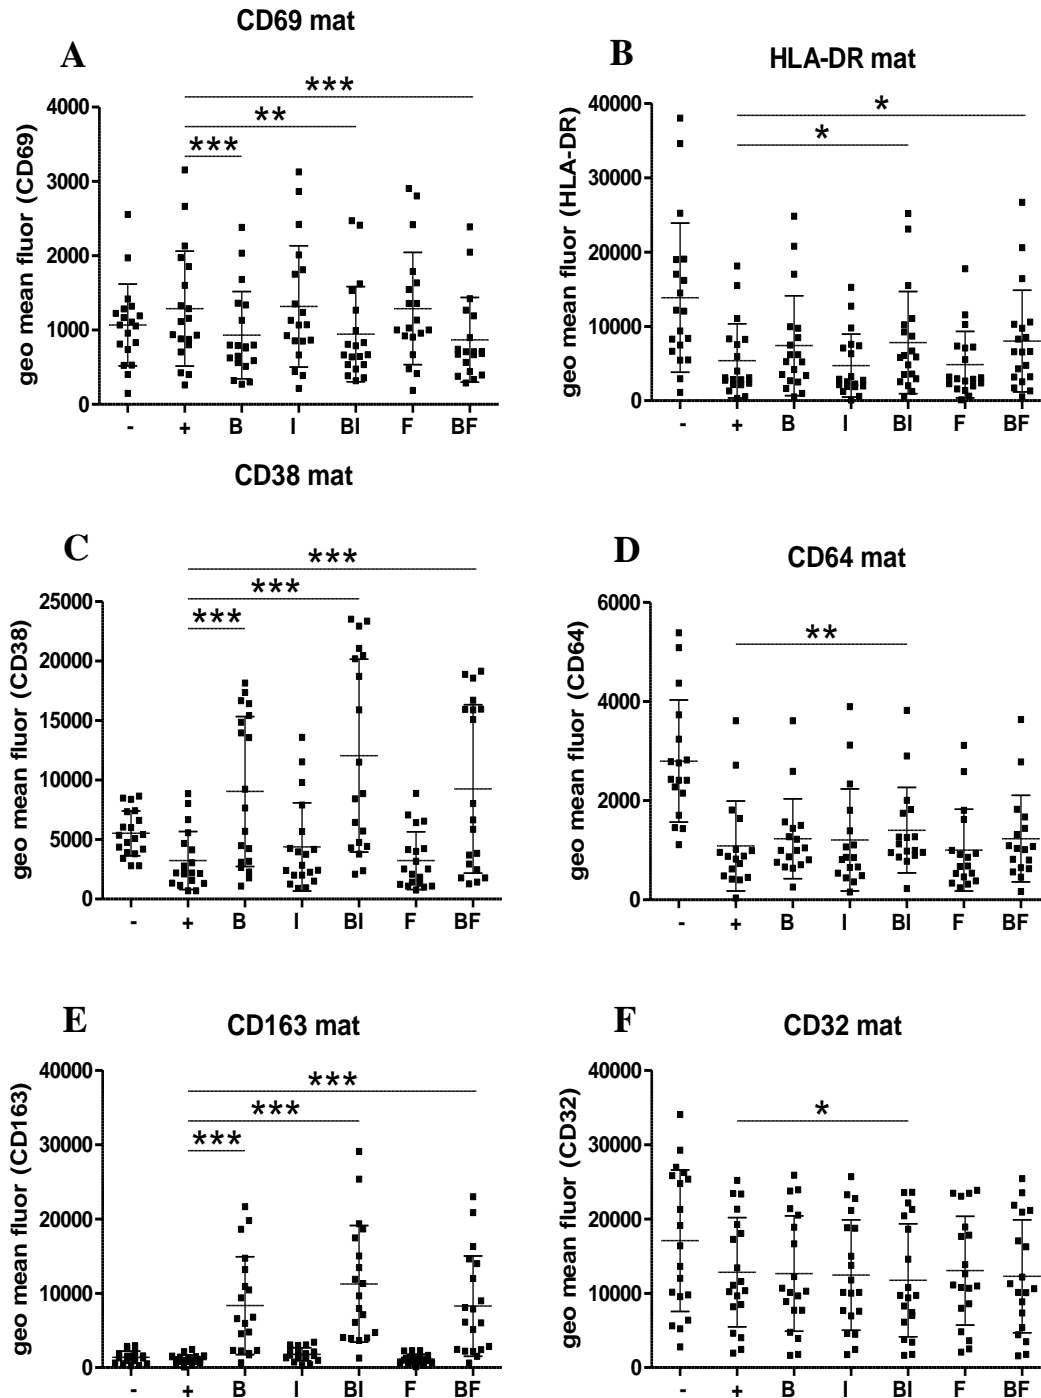 CD69 mat
A
geo mean fluor (CD69)
4000
3000
2000
1000
0
***
**
***
- + B I BI F BF
HLA-DR mat
B
geo mean fluor (HLA-DR)
40000
30000
20000
10000
0
*
*
- + B I BI F BF
CD38 mat
C
geo mean fluor (CD38)
25000
20000
15000
10000
5000
0
***
***
***
- + B I BI F BF
CD64 mat
D
geo mean fluor (CD64)
6000
4000
2000
0
**
- + B I BI F BF
CD163 mat
E
geo mean fluor (CD163)
40000
30000
20000
10000
0
***
***
***
- + B I BI F BF
CD32 mat
F
geo mean fluor (CD32)
40000
30000
20000
10000
0
*
- + B I BI F BF